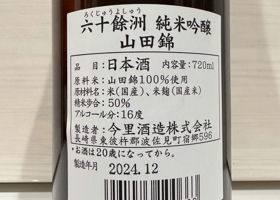 ろくじゅうよしゅう
六十餘洲 純米吟醸
山田錦
品目：日本酒 内容量：720ml
原料米：山田錦100%使用
原材料：米(国産)、米麹(国産米)
精米歩合：50%
アルコール分：16度
製造者：今里酒造株式会社
長崎県東彼杵郡波佐見町宿郷596
＊お酒は20歳になってから。
製造年月 2024.12